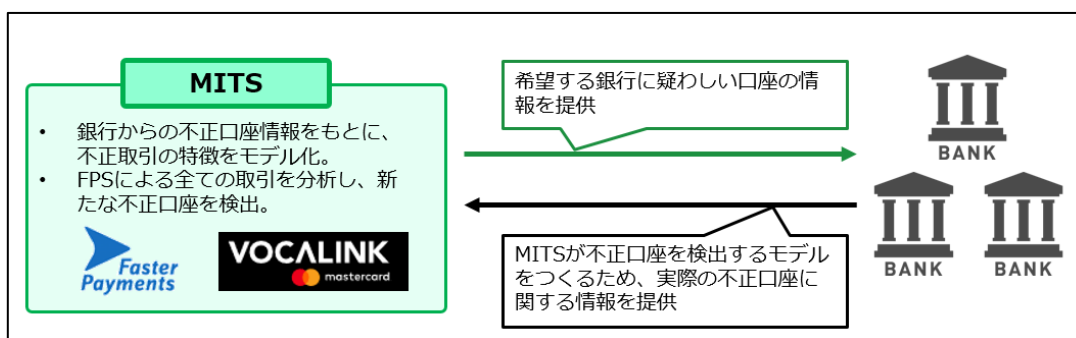 MITS
• 銀行からの不正口座情報をもとに、
不正取引の特徴をモデル化。
• FPSによる全ての取引を分析し、新
たな不正口座を検出。
Faster
Payments
VOCALINK
mastercard
希望する銀行に疑わしい口座の情
報を提供
MITSが不正口座を検出するモデル
をつくるため、実際の不正口座に
関する情報を提供
BANK
BANK
BANK